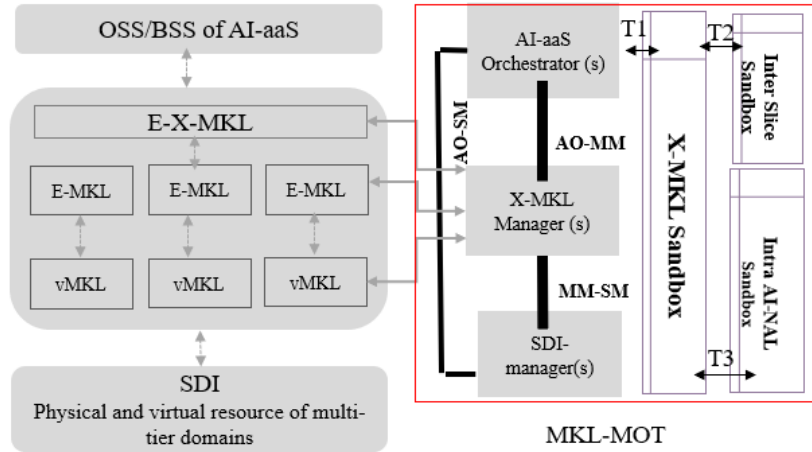 OSS/BSS of AI-aaS
E-X-MKL
E-MKL
E-MKL
E-MKL
vMKL
vMKL
vMKL
SDI
Physical and virtual resource of multi-
tier domains
AI-aaS
Orchestrator (s)
AO-SM
AO-MM
X-MKL
Manager (s)
MM-SM
SDI-
manager(s)
T1
T2
T3
X-MKL Sandbox
Inter Slice
Sandbox
Intra AI-NAL
Sandbox
MKL-MOT